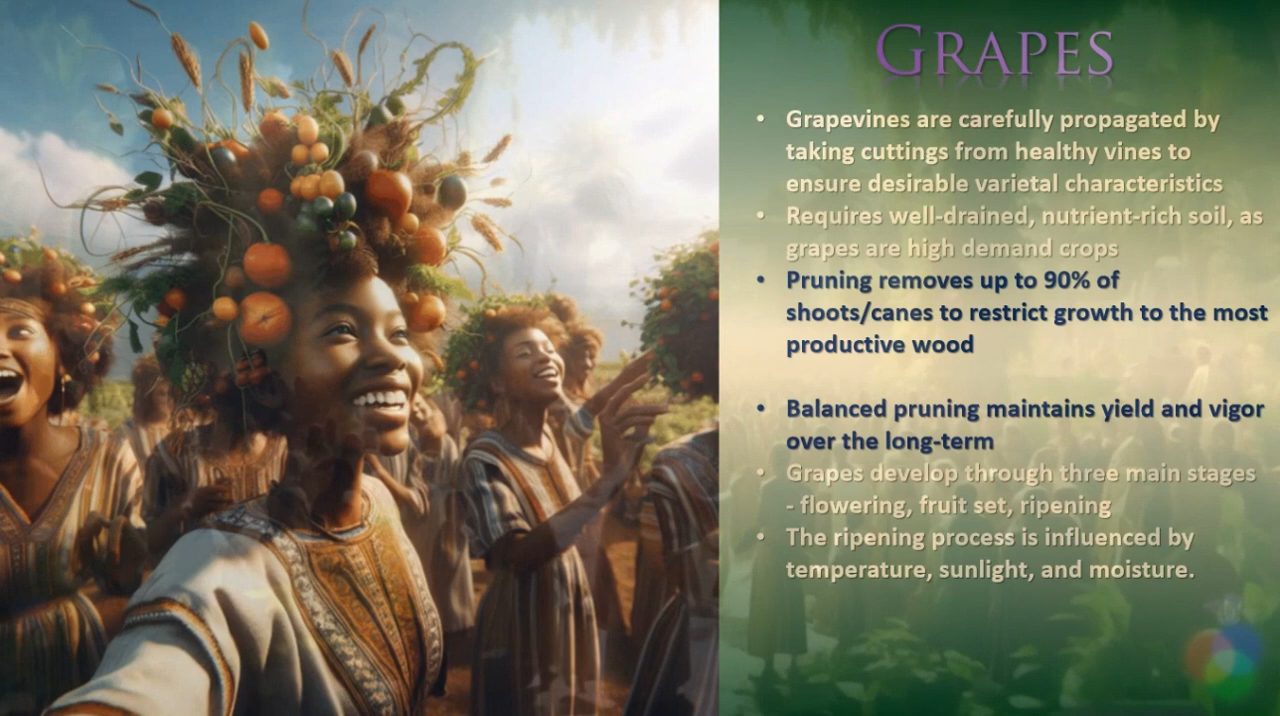 GRAPES
• Grapevines are carefully propagated by
taking cuttings from healthy vines to
ensure desirable varietal characteristics
• Requires well-drained, nutrient-rich soil, as
grapes are high demand crops
• Pruning removes up to 90% of
shoots/canes to restrict growth to the most
productive wood
• Balanced pruning maintains yield and vigor
over the long-term
• Grapes develop through three main stages
- flowering, fruit set, ripening
• The ripening process is influenced by
temperature, sunlight, and moisture.